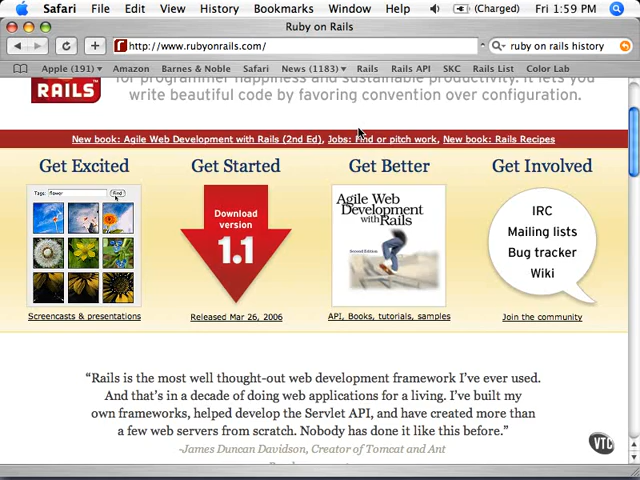 Safari File Edit View History Bookmarks Window Help (Charged) Fri 1:59 PM
Ruby on Rails
http://www.rubyonrails.com/ ruby on rails history
Apple (191) Amazon Barnes & Noble Safari News (1183) Rails Rails API SKC Rails List Color Lab
for programmer happiness and sustainable productivity. It lets you
RAILS write beautiful code by favoring convention over configuration.
New book: Agile Web Development with Rails (2nd Ed), Jobs: Find or pitch work, New book: Rails Recipes
Get Excited Get Started Get Better Get Involved
Tags: flower Find
Download
version
1.1
Agile Web
Development
with Rails
Second Edition
IRC
Mailing lists
Bug tracker
Wiki
Screencasts & presentations Released Mar 26, 2006 API, Books, tutorials, samples Join the community
“Rails is the most well thought-out web development framework I’ve ever used.
And that’s in a decade of doing web applications for a living. I’ve built my
own frameworks, helped develop the Servlet API, and have created more than
a few web servers from scratch. Nobody has done it like this before.”
-James Duncan Davidson, Creator of Tomcat and Ant
VTC